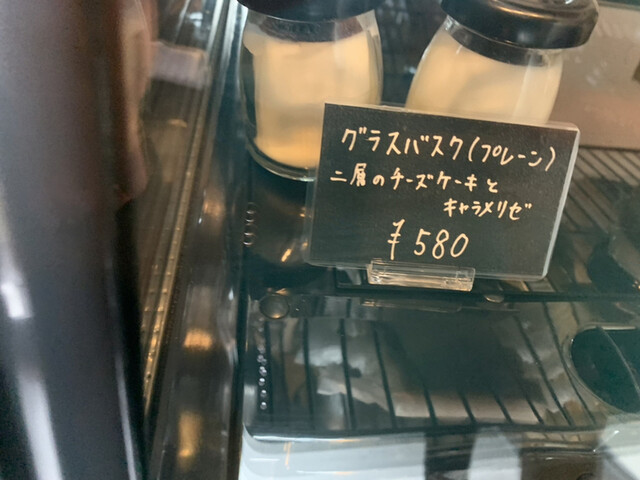 グラスバスク(プレーン)
二層のチーズケーキと
キャラメリゼ
¥580